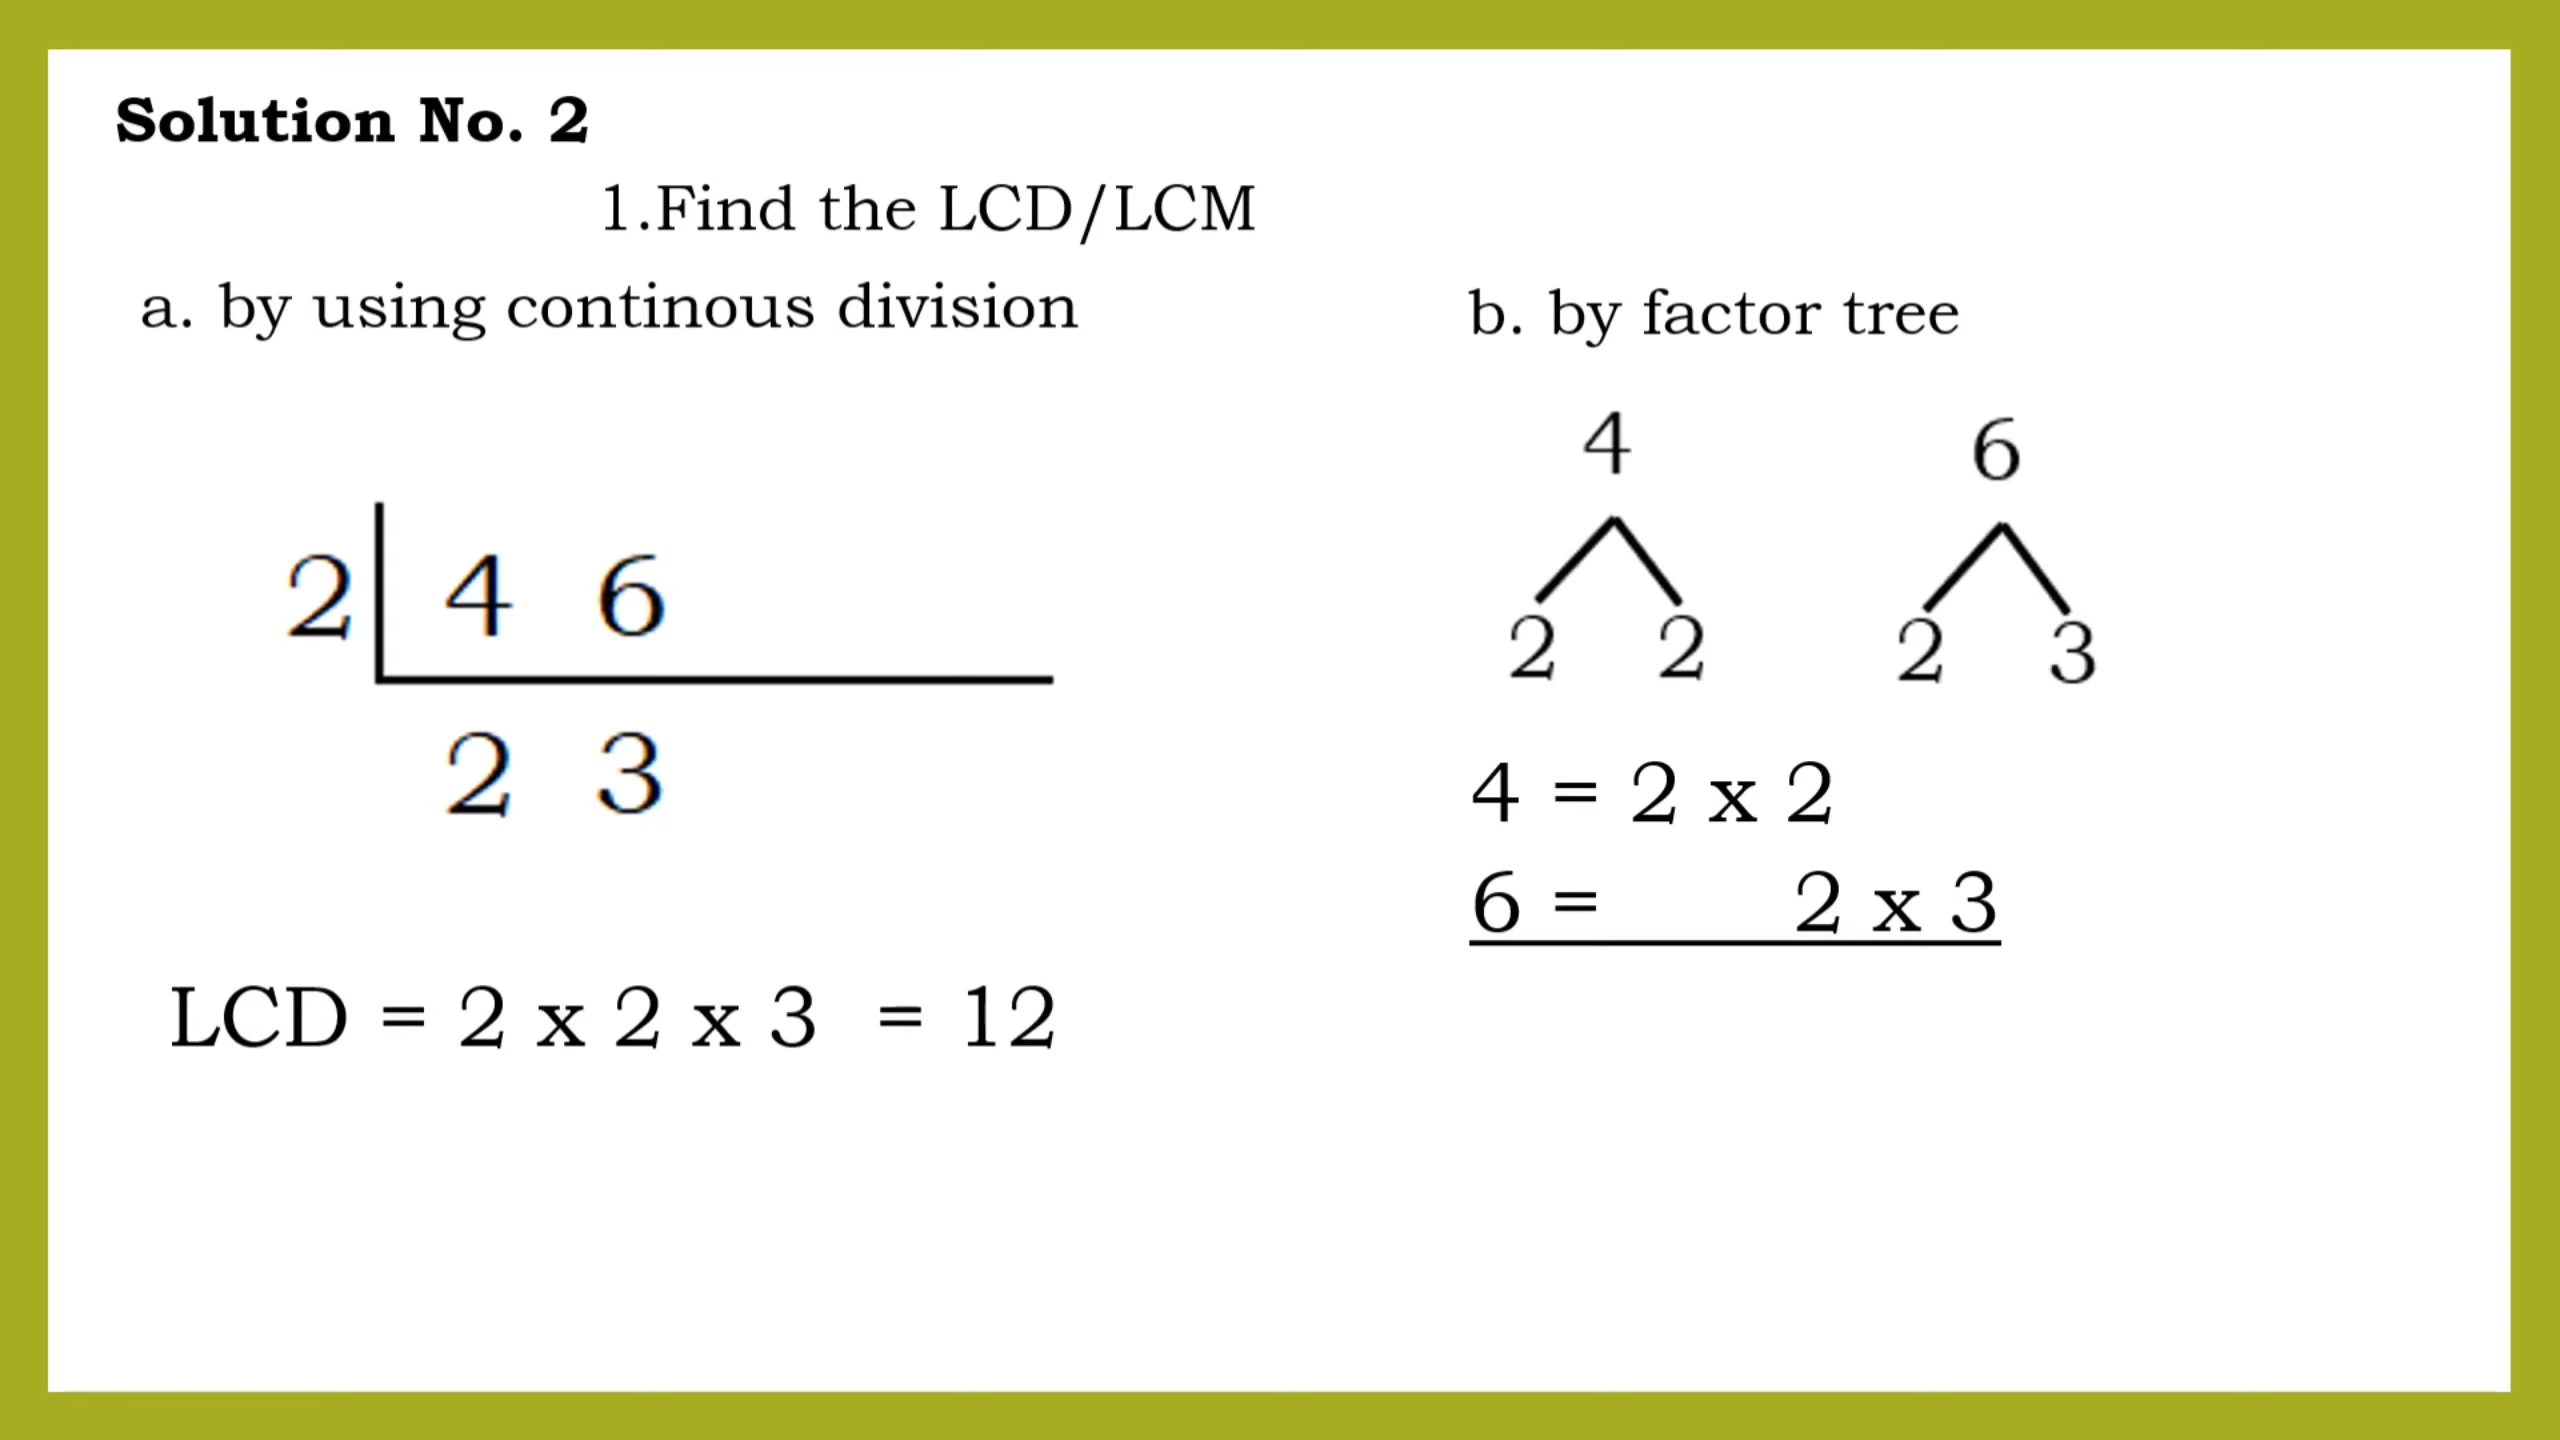 Solution No. 2
1.Find the LCD/LCM
a. by using continous division
2 4 6
2 3
LCD = 2 x 2 x 3 = 12
b. by factor tree
4 6
2 2 2 3
4 = 2 x 2
6 = 2 x 3